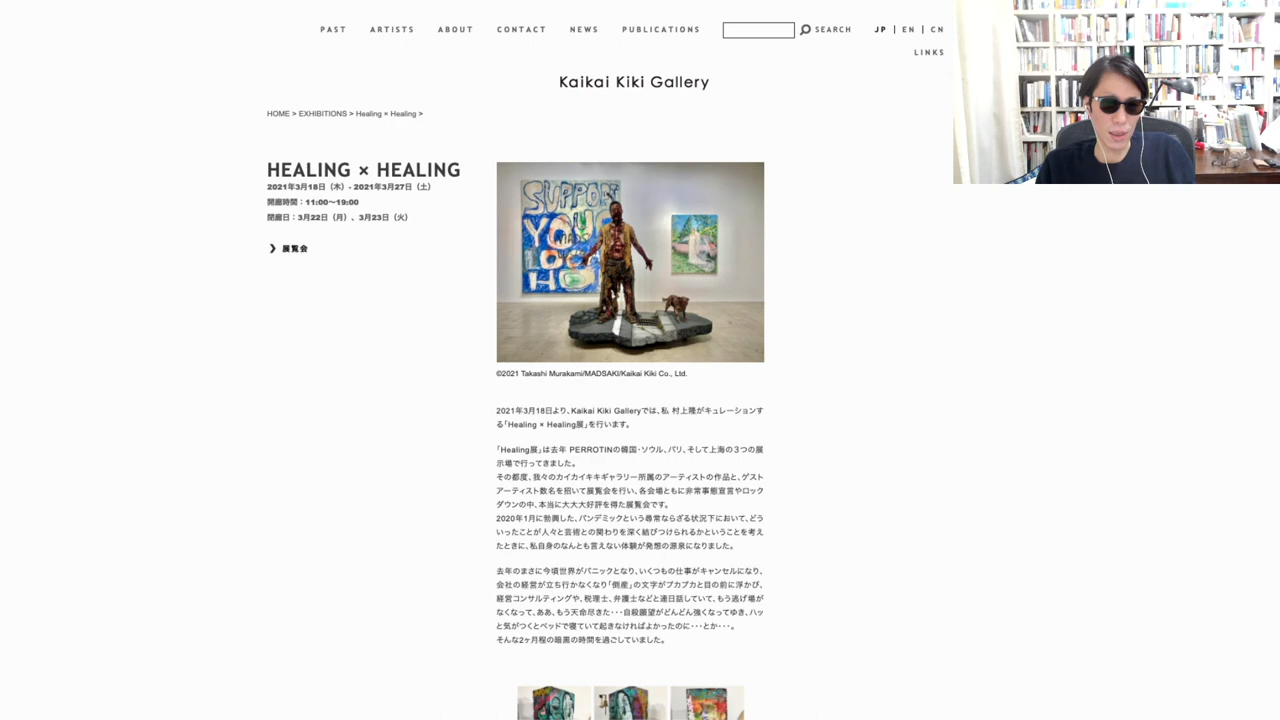 PAST ARTISTS ABOUT CONTACT NEWS PUBLICATIONS SEARCH JP | EN | CN
LINKS
Kaikai Kiki Gallery
HOME > EXHIBITIONS > Healing × Healing >
HEALING × HEALING
2021年3月18日（木）- 2021年3月27日（土）
開廊時間：11:00〜19:00
閉廊日：3月22日（月）、3月23日（火）
❯ 展覧会
SUPPORT
YOU
LOC
HO
©2021 Takashi Murakami/MADSAKI/Kaikai Kiki Co., Ltd.
2021年3月18日より、Kaikai Kiki Galleryでは、私 村上隆がキュレーションす
る「Healing × Healing展」を行います。
「Healing展」は去年 PERROTINの韓国・ソウル、パリ、そして上海の３つの展
示場で行ってきました。
その都度、我々のカイカイキキギャラリー所属のアーティストの作品と、ゲスト
アーティスト数名を招いて展覧会を行い、各会場ともに非常事態宣言やロック
ダウンの中、本当に大大大好評を得た展覧会です。
2020年1月に勃興した、パンデミックという尋常ならざる状況下において、どう
いったことが人々と芸術との関わりを深く結びつけられるかということを考え
たときに、私自身のなんとも言えない体験が発想の源泉になりました。
去年のまさに今頃世界がパニックとなり、いくつもの仕事がキャンセルになり、
会社の経営が立ち行かなくなり「倒産」の文字がプカプカと目の前に浮かび、
経営コンサルティングや、税理士、弁護士などと連日話していて、もう逃げ場が
なくなって、ああ、もう天命尽きた・・・自殺願望がどんどん強くなってゆき、ハッ
と気がつくとベッドで寝ていて起きなければよかったのに・・・とか・・・。
そんな2ヶ月程の暗黒の時間を過ごしていました。